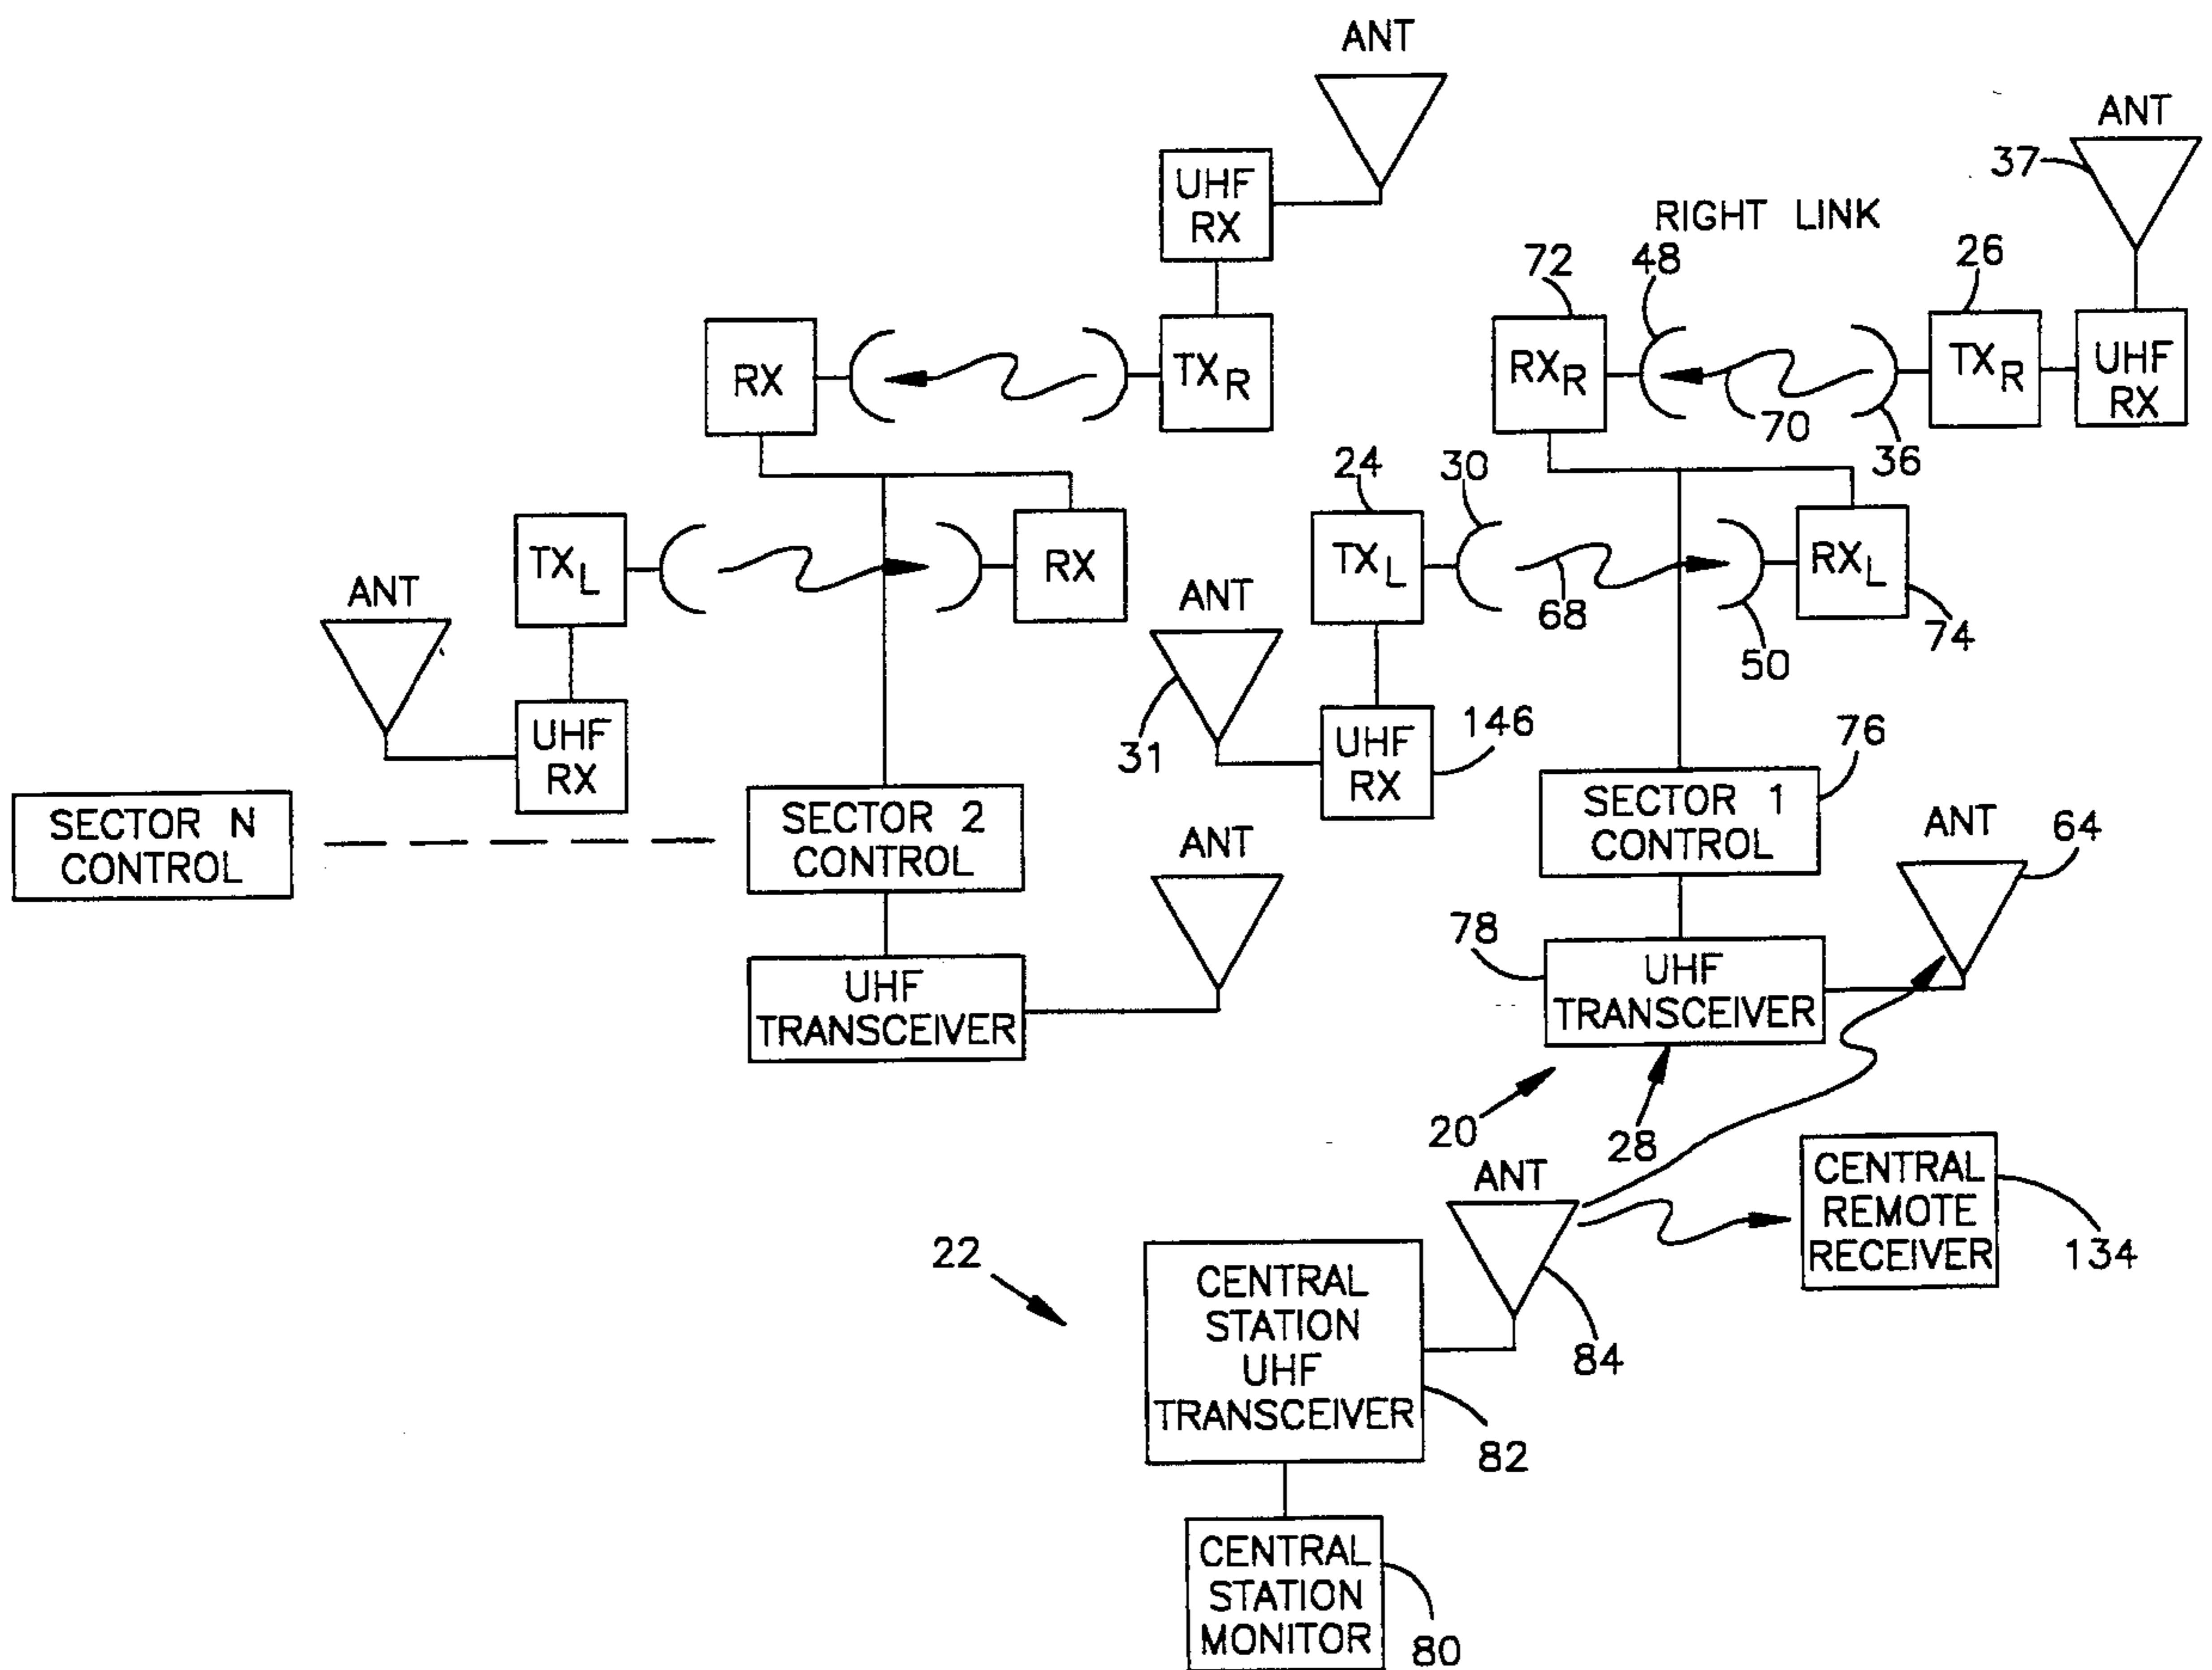 ANT
ANT
37
UHF
RX
RIGHT LINK
72
48
26
RX
TXR
RXR
TXR
UHF
RX
70
36
24
30
TXL
RX
TXL
RXL
68
50
74
ANT
ANT
UHF
RX
31
UHF
RX
146
76
SECTOR N
CONTROL
SECTOR 2
CONTROL
SECTOR 1
CONTROL
ANT
ANT
64
78
UHF
TRANSCEIVER
UHF
TRANSCEIVER
20
28
ANT
CENTRAL
REMOTE
RECEIVER
134
22
CENTRAL
STATION
UHF
TRANSCEIVER
84
82
CENTRAL
STATION
MONITOR
80